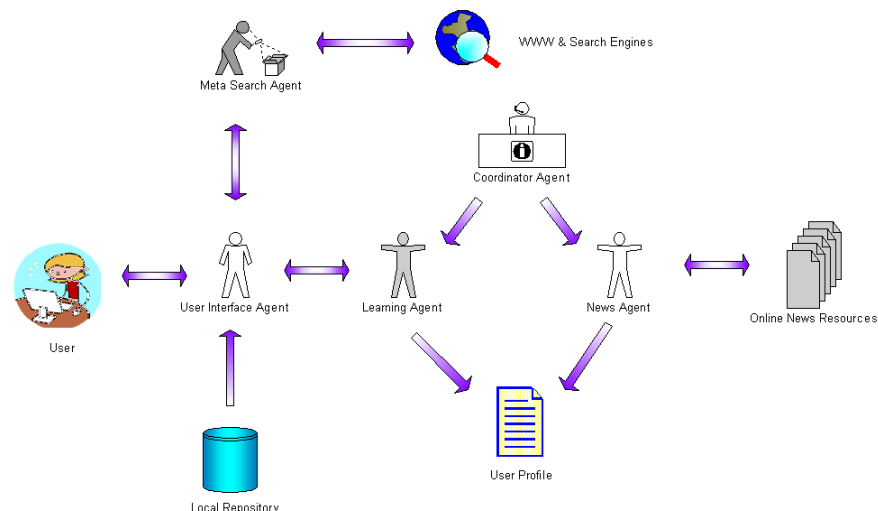 WWW & Search Engines
Meta Search Agent
Coordinator Agent
User Interface Agent
Learning Agent
News Agent
Online News Resources
User
User Profile
Local Repository